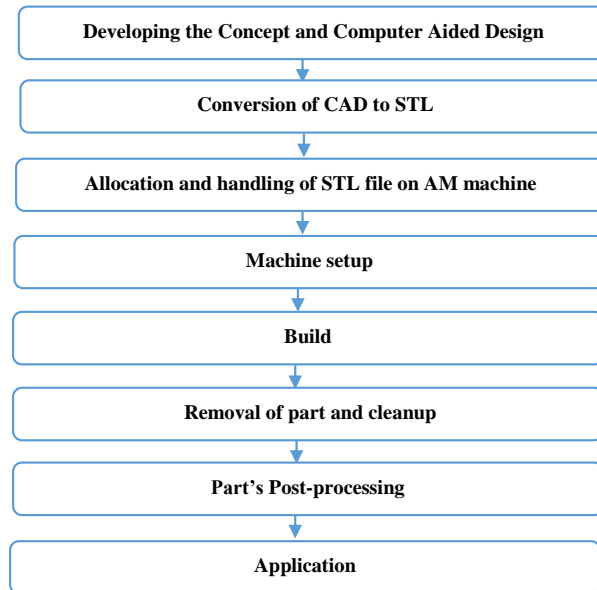 Developing the Concept and Computer Aided Design
Conversion of CAD to STL
Allocation and handling of STL file on AM machine
Machine setup
Build
Removal of part and cleanup
Part’s Post-processing
Application